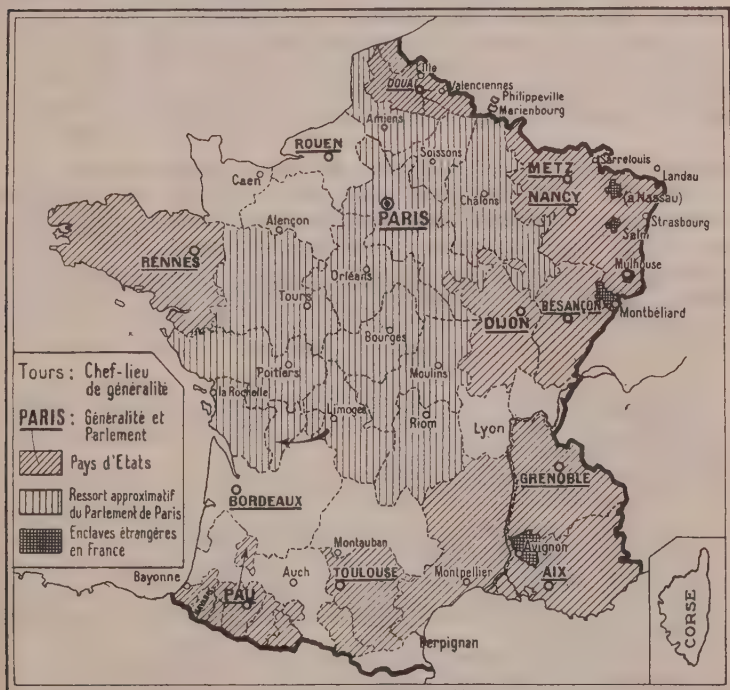 Lille
DOUAI
Valenciennes
Philippeville
Marienbourg
Amiens
ROUEN
Soissons
METZ
Sarrelouis
Landau
Caen
Châlons
NANCY
(à Nassau)
PARIS
Strasbourg
Salm
Alençon
RENNES
Orléans
Mulhouse
Tours
DIJON
BESANÇON
Montbéliard
Bourges
Poitiers
Moulins
la Rochelle
Limoges
Riom
Lyon
GRENOBLE
BORDEAUX
Montauban
Avignon
Bayonne
Auch
TOULOUSE
Montpellier
AIX
PAU
Perpignan
CORSE
Tours : Chef-lieu
de généralité
PARIS : Généralité et
Parlement
Pays d'Etats
Ressort approximatif
du Parlement de Paris
Enclaves étrangères
en France